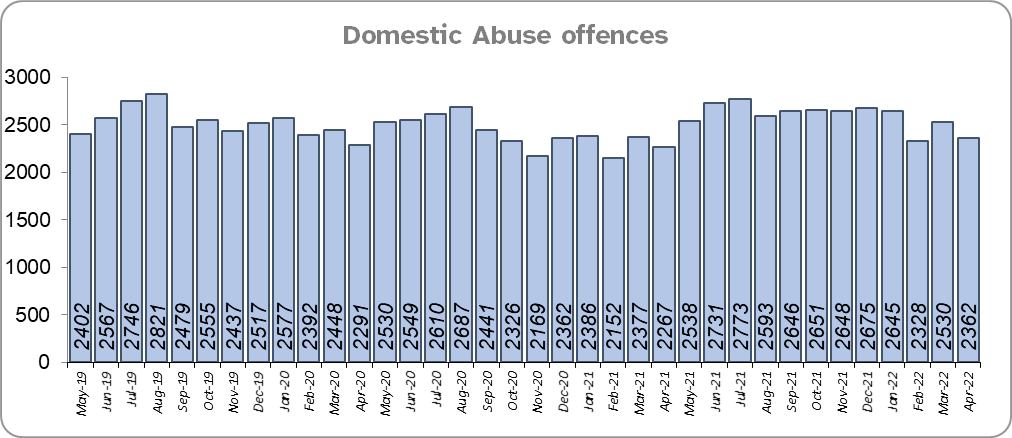 Domestic Abuse offences
3000
2500
2000
1500
1000
500
0
2402 2567 2746 2821 2479 2555 2437 2517 2577 2392 2448 2291 2530 2549 2610 2687 2441 2326 2169 2362 2386 2152 2377 2267 2538 2731 2773 2593 2646 2651 2648 2675 2645 2328 2530 2362
May-19 Jun-19 Jul-19 Aug-19 Sep-19 Oct-19 Nov-19 Dec-19 Jan-20 Feb-20 Mar-20 Apr-20 May-20 Jun-20 Jul-20 Aug-20 Sep-20 Oct-20 Nov-20 Dec-20 Jan-21 Feb-21 Mar-21 Apr-21 May-21 Jun-21 Jul-21 Aug-21 Sep-21 Oct-21 Nov-21 Dec-21 Jan-22 Feb-22 Mar-22 Apr-22